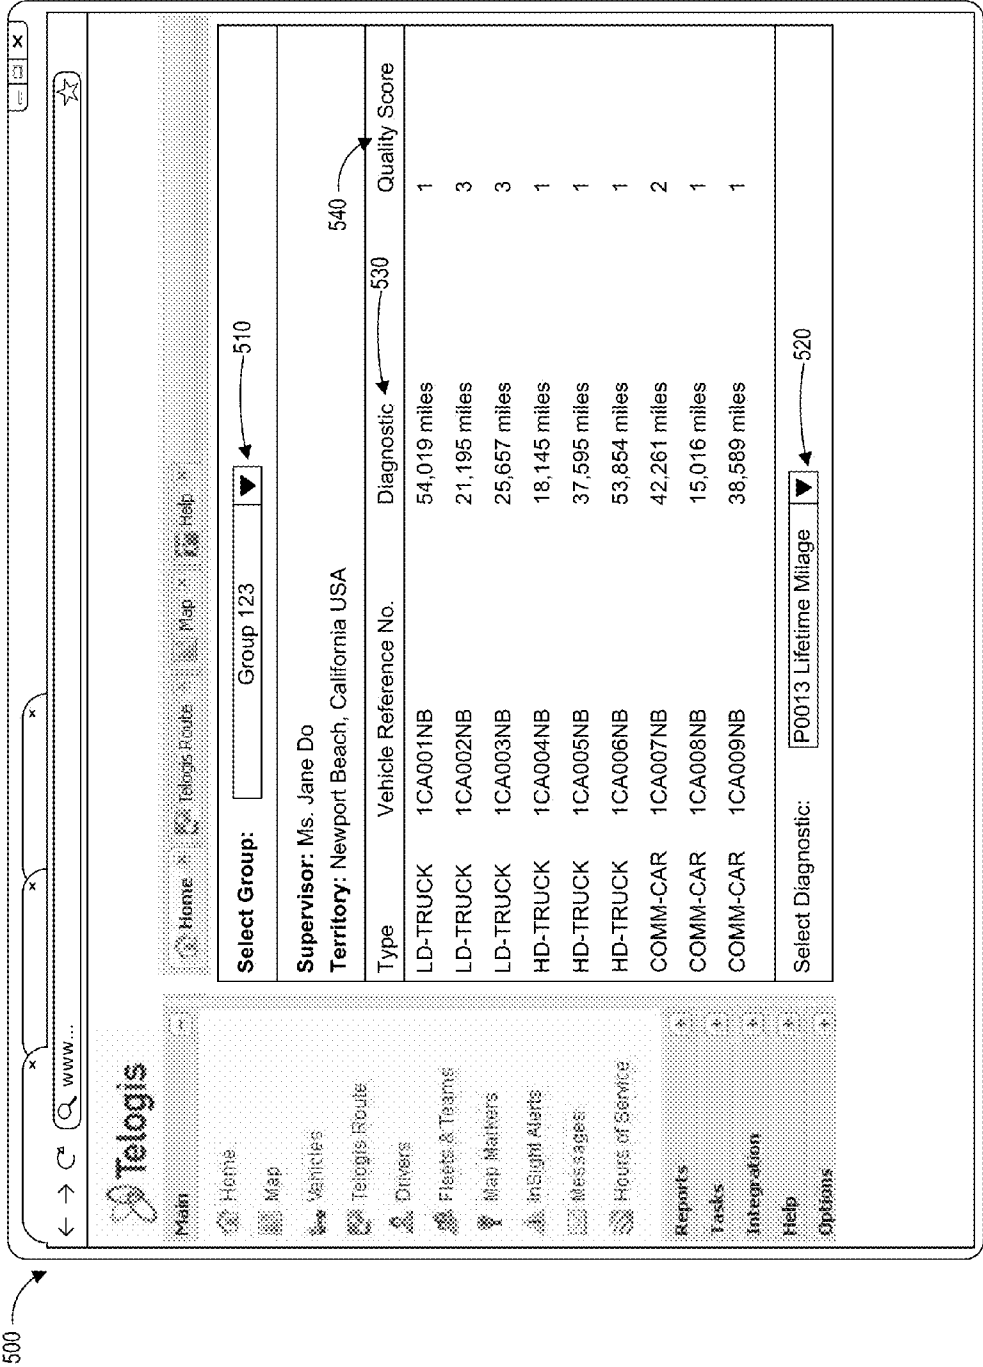 500
www...
Telogis
Main
Home
Map
Vehicles
Telogis Route
Drivers
Fleets & Teams
Map Markers
InSight Alerts
Messages
Hours of Service
Reports
Tasks
Integration
Help
Options
Home Telogis Route Map Help
Select Group: Group 123 510
Supervisor: Ms. Jane Do
Territory: Newport Beach, California USA
540
530
Type Vehicle Reference No. Diagnostic Quality Score
LD-TRUCK 1CA001NB 54,019 miles 1
LD-TRUCK 1CA002NB 21,195 miles 3
LD-TRUCK 1CA003NB 25,657 miles 3
HD-TRUCK 1CA004NB 18,145 miles 1
HD-TRUCK 1CA005NB 37,595 miles 1
HD-TRUCK 1CA006NB 53,854 miles 1
COMM-CAR 1CA007NB 42,261 miles 2
COMM-CAR 1CA008NB 15,016 miles 1
COMM-CAR 1CA009NB 38,589 miles 1
Select Diagnostic: P0013 Lifetime Milage 520